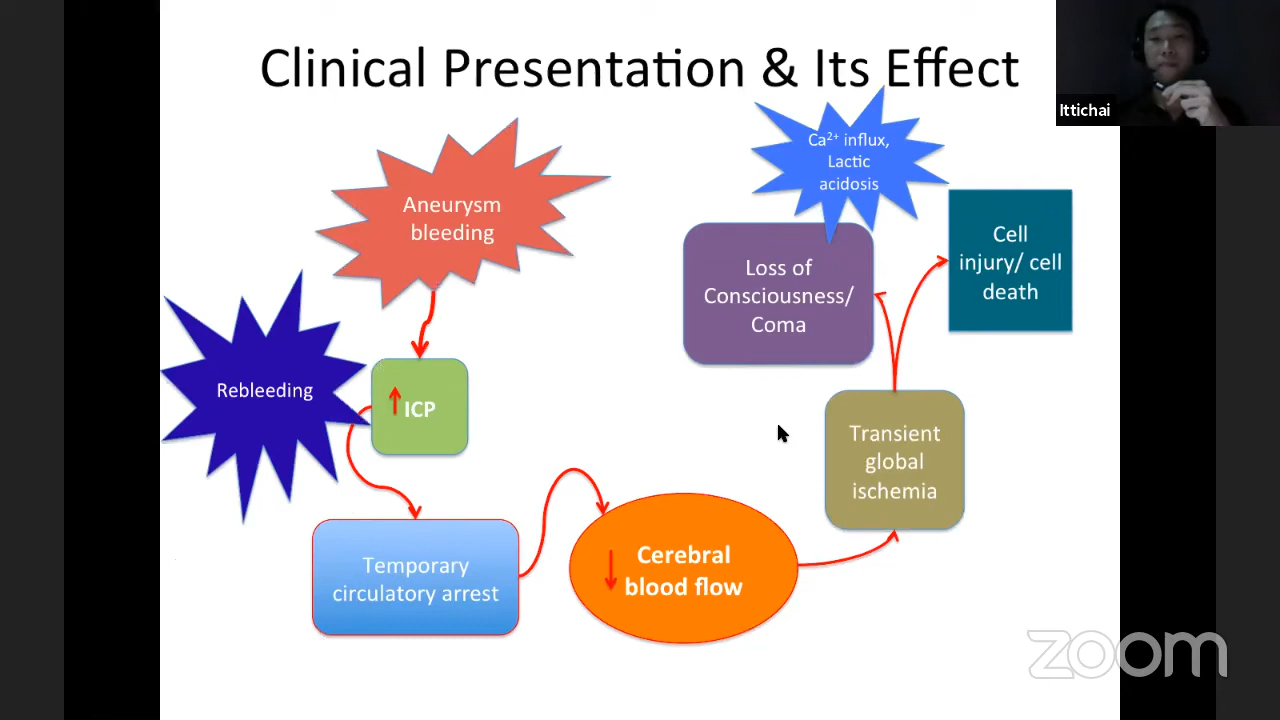 Clinical Presentation & Its Effect
Ittichai
Ca²⁺ influx,
Lactic
acidosis
Aneurysm
bleeding
Cell
injury/ cell
death
Loss of
Consciousness/
Coma
Rebleeding
ICP
Transient
global
ischemia
Temporary
circulatory arrest
Cerebral
blood flow
zoom